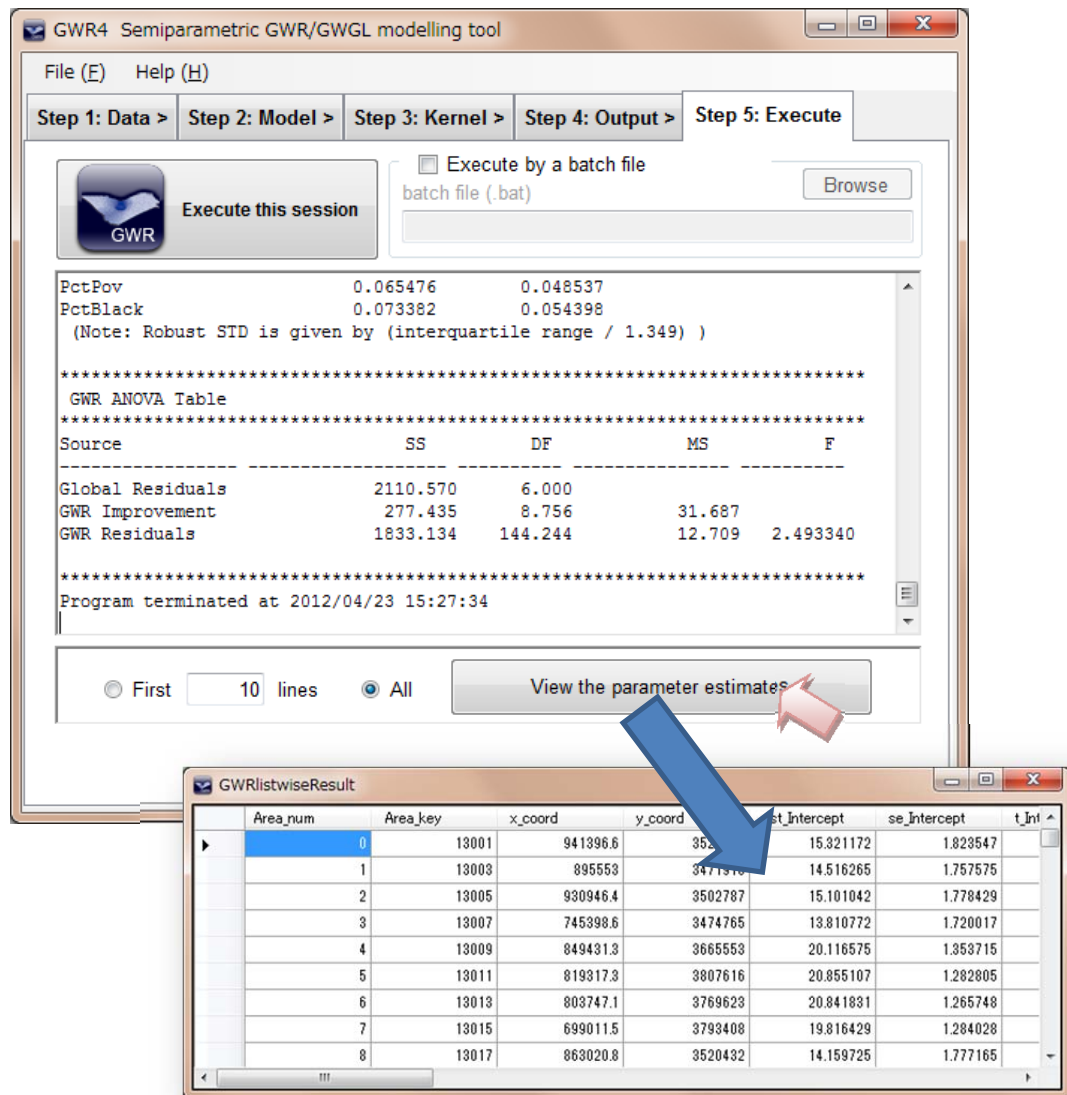 GWR4 Semiparametric GWR/GWGL modelling tool
File (F) Help (H)
Step 1: Data > Step 2: Model > Step 3: Kernel > Step 4: Output > Step 5: Execute
Execute this session
GWR
Execute by a batch file
batch file (.bat)
Browse
PctPov 0.065476 0.048537
PctBlack 0.073382 0.054398
(Note: Robust STD is given by (interquartile range / 1.349) )
*****************************************************************************
GWR ANOVA Table
*****************************************************************************
Source SS DF MS F
----------------- ------------------- ---------- --------------- ----------
Global Residuals 2110.570 6.000
GWR Improvement 277.435 8.756 31.687
GWR Residuals 1833.134 144.244 12.709 2.493340
*****************************************************************************
Program terminated at 2012/04/23 15:27:34
First 10 lines All View the parameter estimates
GWRlistwiseResult
Area_num Area_key x_coord y_coord st_Intercept se_Intercept t_Int
0 13001 941396.6 15.321172 1.823547
1 13003 895553 14.516265 1.757575
2 13005 930946.4 3502787 15.101042 1.778429
3 13007 745398.6 3474765 13.810772 1.720017
4 13009 849431.3 3665553 20.116575 1.353715
5 13011 819317.3 3807616 20.855107 1.282805
6 13013 803747.1 3769623 20.841831 1.265748
7 13015 699011.5 3793408 19.816429 1.284028
8 13017 863020.8 3520432 14.159725 1.777165